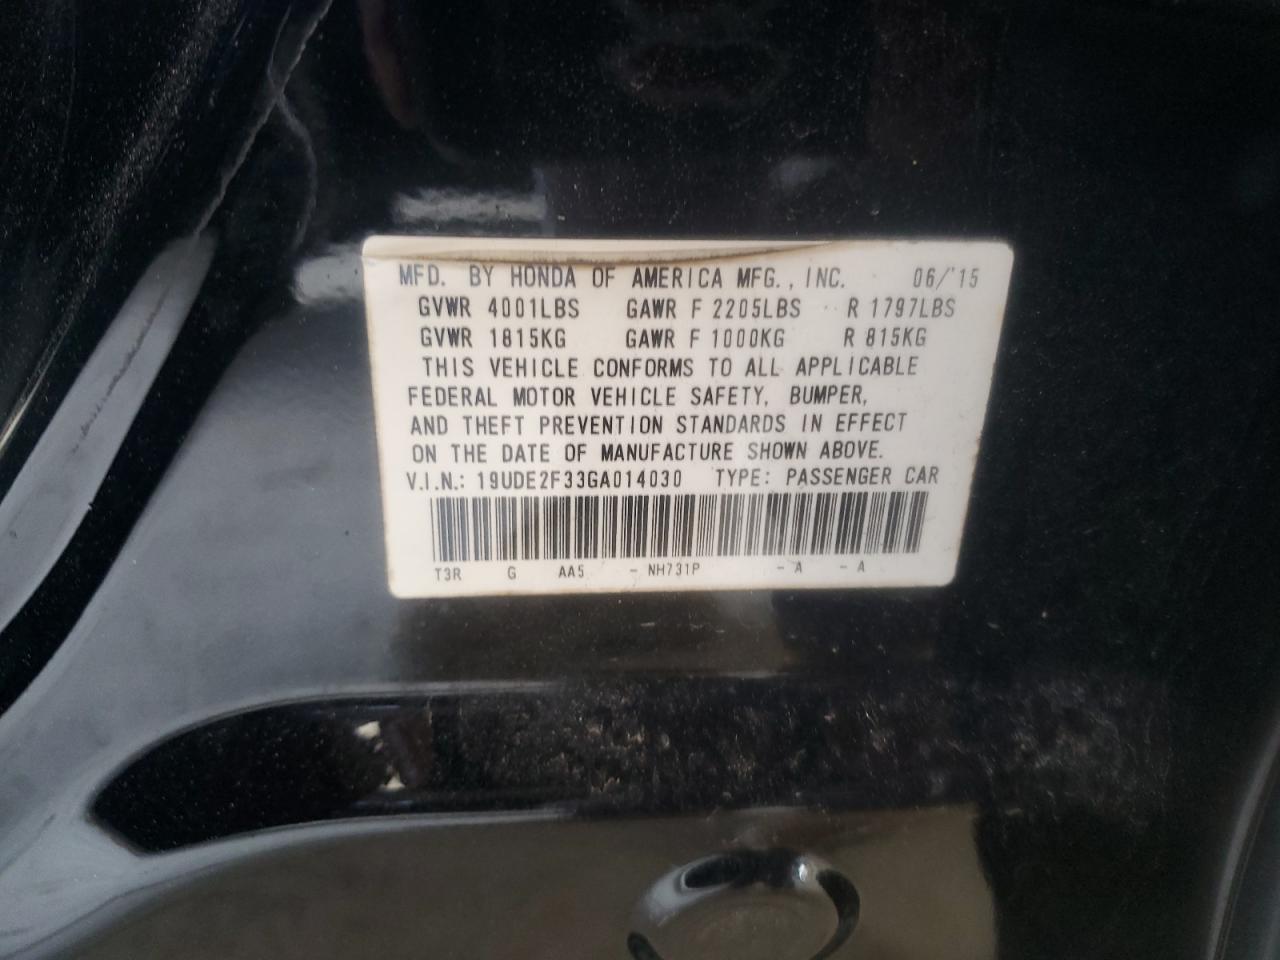 MFD. BY HONDA OF AMERICA MFG., INC. 06/'15
GVWR 4001LBS GAWR F 2205LBS R 1797LBS
GVWR 1815KG GAWR F 1000KG R 815KG
THIS VEHICLE CONFORMS TO ALL APPLICABLE
FEDERAL MOTOR VEHICLE SAFETY, BUMPER,
AND THEFT PREVENTION STANDARDS IN EFFECT
ON THE DATE OF MANUFACTURE SHOWN ABOVE.
V.I.N.: 19UDE2F33GA014030 TYPE: PASSENGER CAR
T3R G AA5 - NH731P - A - A